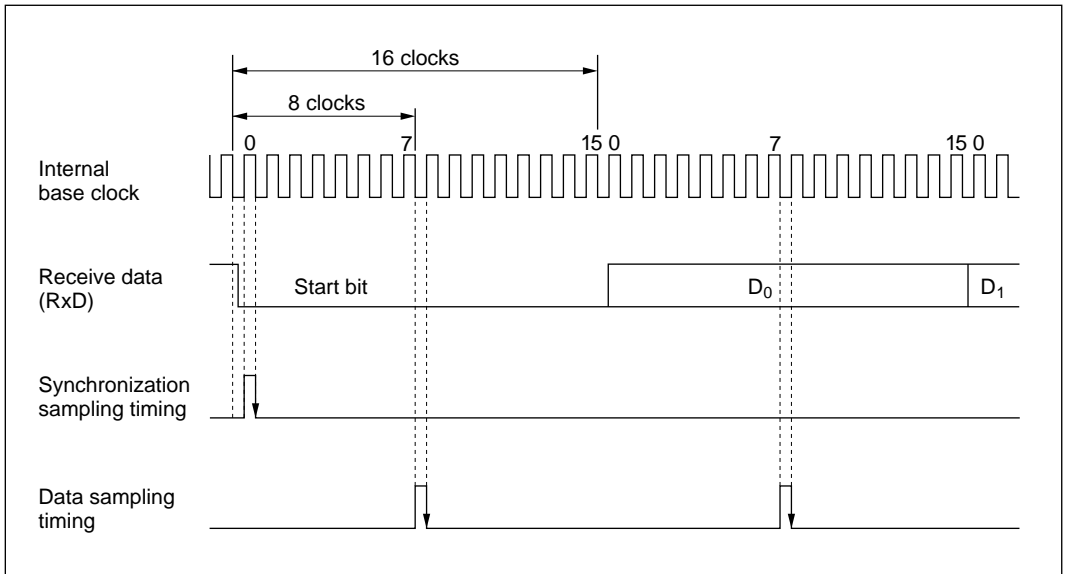 16 clocks
8 clocks
0 7 15 0 7 15 0
Internal
base clock
Receive data
(RxD)
Start bit D₀ D₁
Synchronization
sampling timing
Data sampling
timing